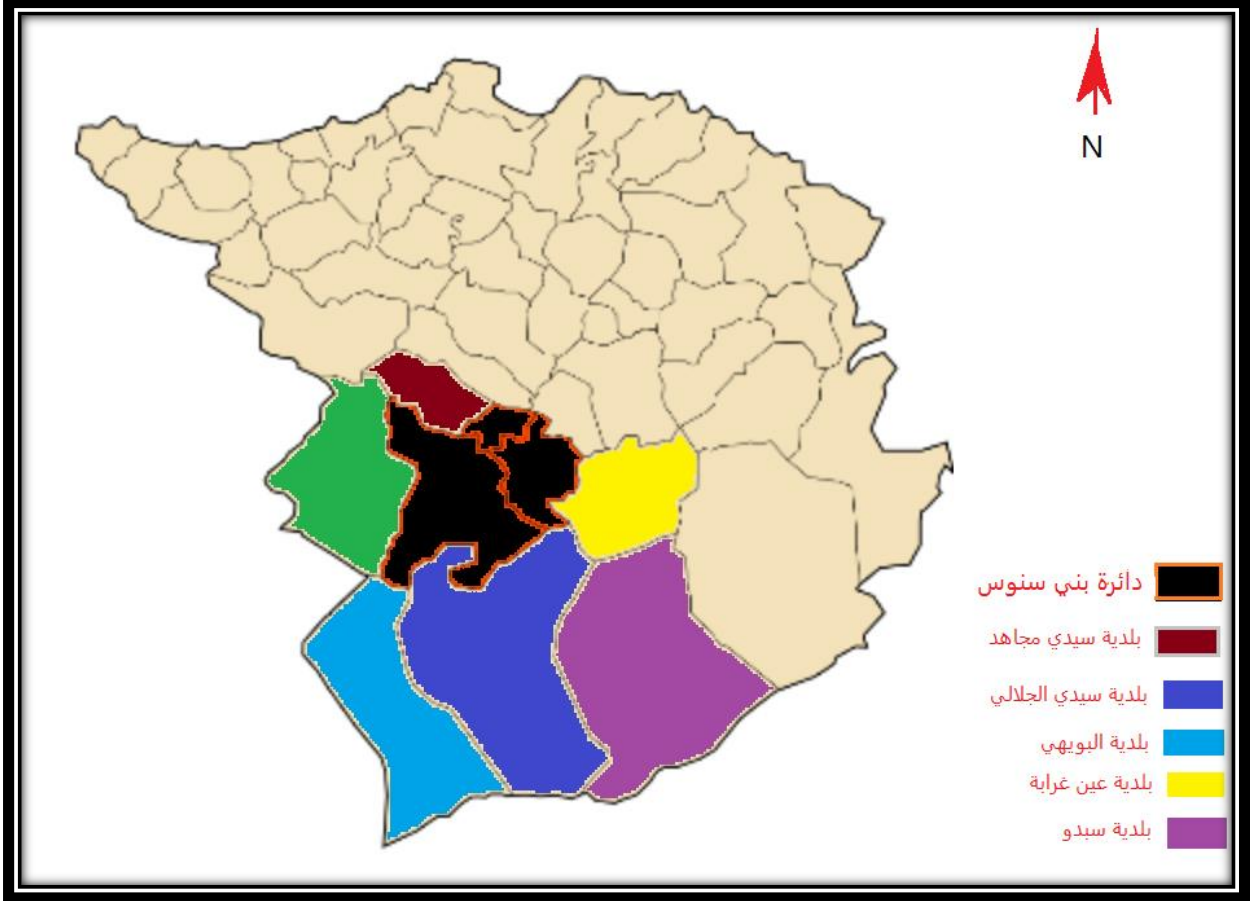 N
دائرة بني سنوس
بلدية سيدي مجاهد
بلدية سيدي الجلالي
بلدية البويهي
بلدية عين غرابة
بلدية سبدو